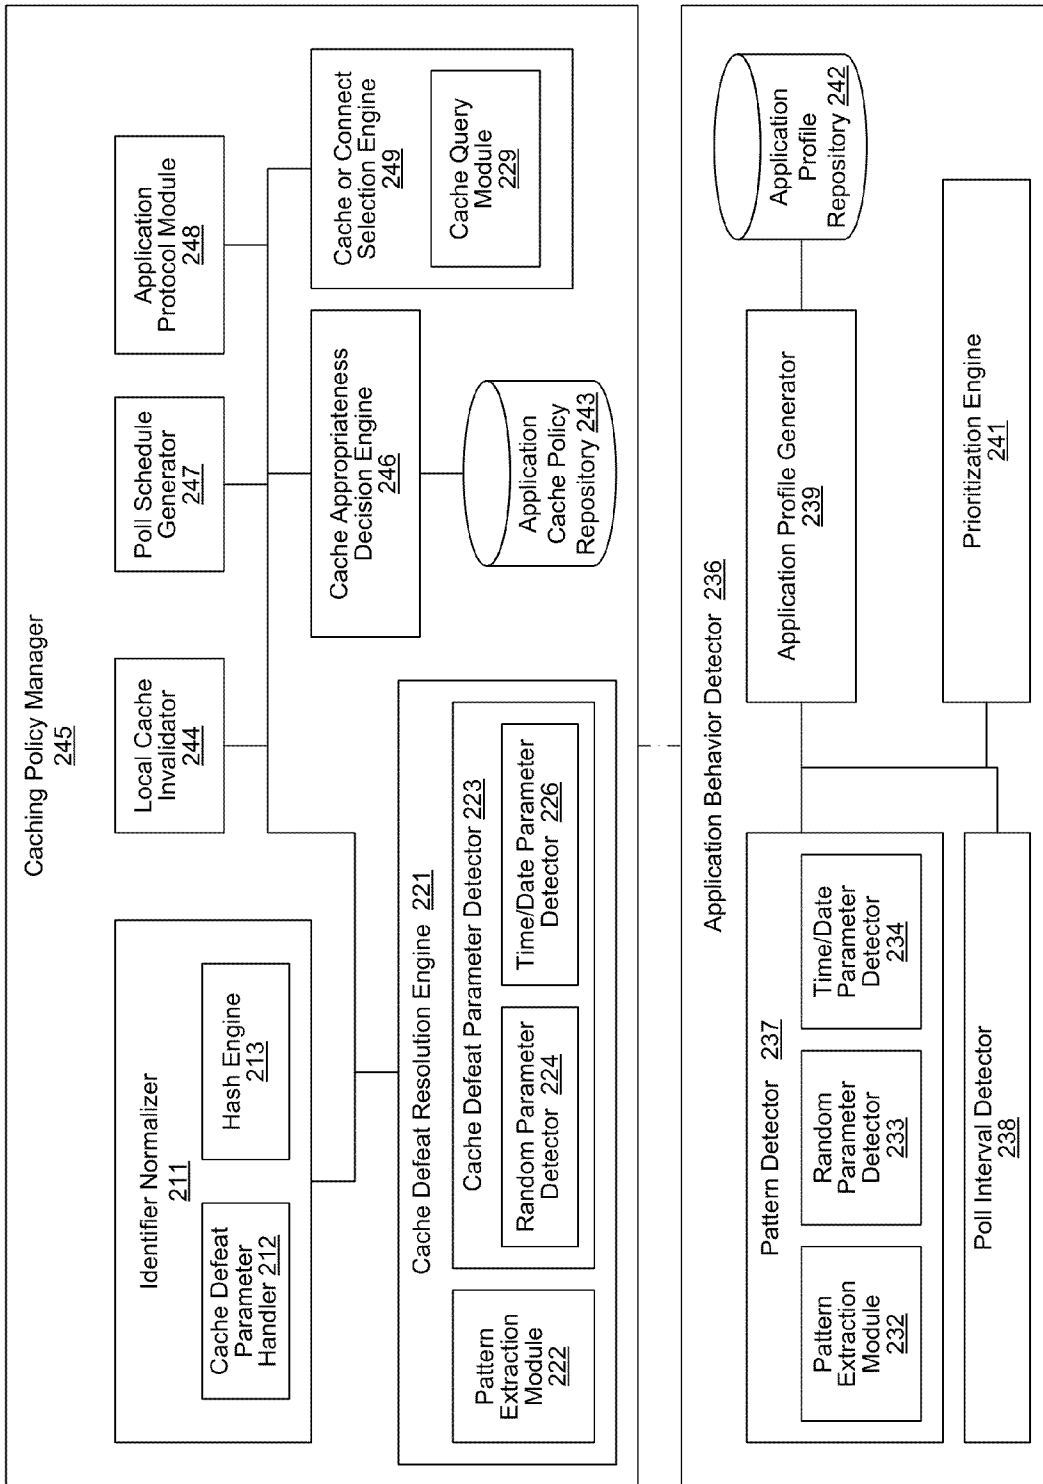 Caching Policy Manager
245
Identifier Normalizer
211
Cache Defeat
Parameter
Handler 212
Hash Engine
213
Local Cache
Invalidator
244
Poll Schedule
Generator
247
Application
Protocol Module
248
Cache Defeat Resolution Engine 221
Pattern
Extraction
Module
222
Cache Defeat Parameter Detector 223
Random Parameter
Detector 224
Time/Date Parameter
Detector 226
Cache Appropriateness
Decision Engine
246
Application
Cache Policy
Repository 243
Cache or Connect
Selection Engine
249
Cache Query
Module
229
Application Behavior Detector 236
Pattern Detector 237
Pattern
Extraction
Module
232
Random
Parameter
Detector
233
Time/Date
Parameter
Detector
234
Poll Interval Detector
238
Application Profile Generator
239
Application
Profile
Repository 242
Prioritization Engine
241